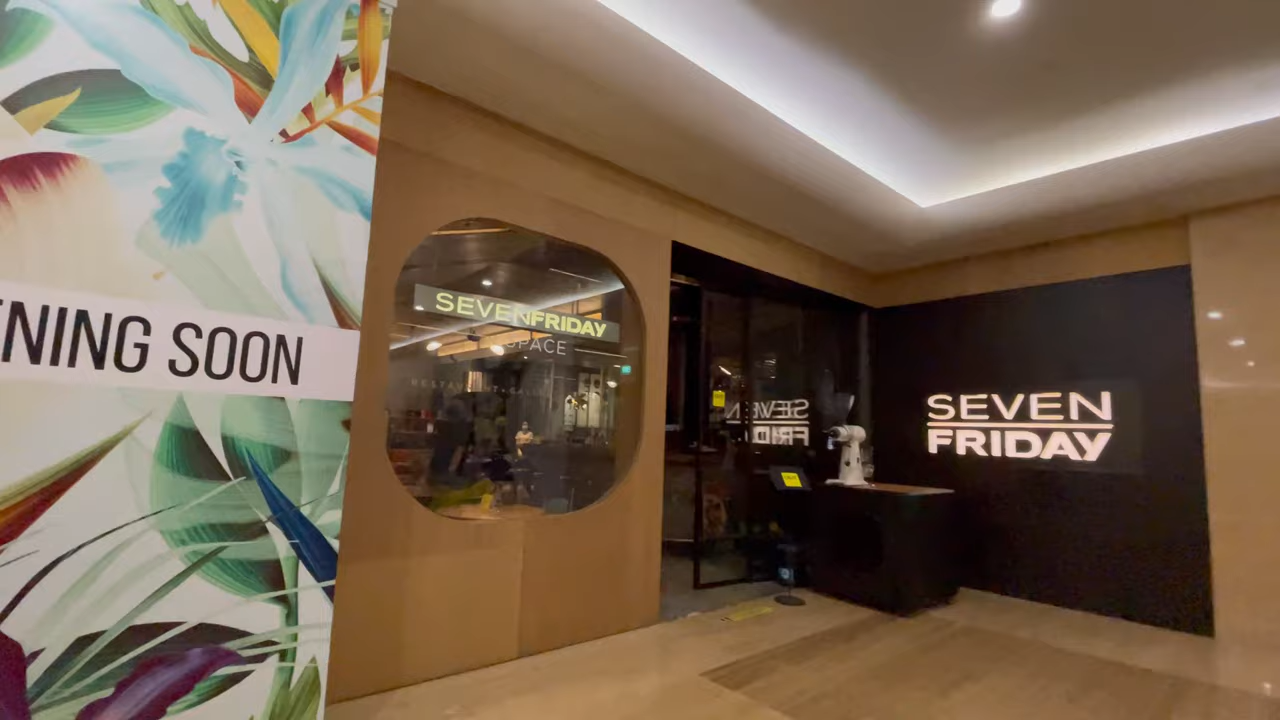 NING SOON
SEVENFRIDAY
SPACE
SEVEN
FRIDAY
SEVEN
FRIDAY